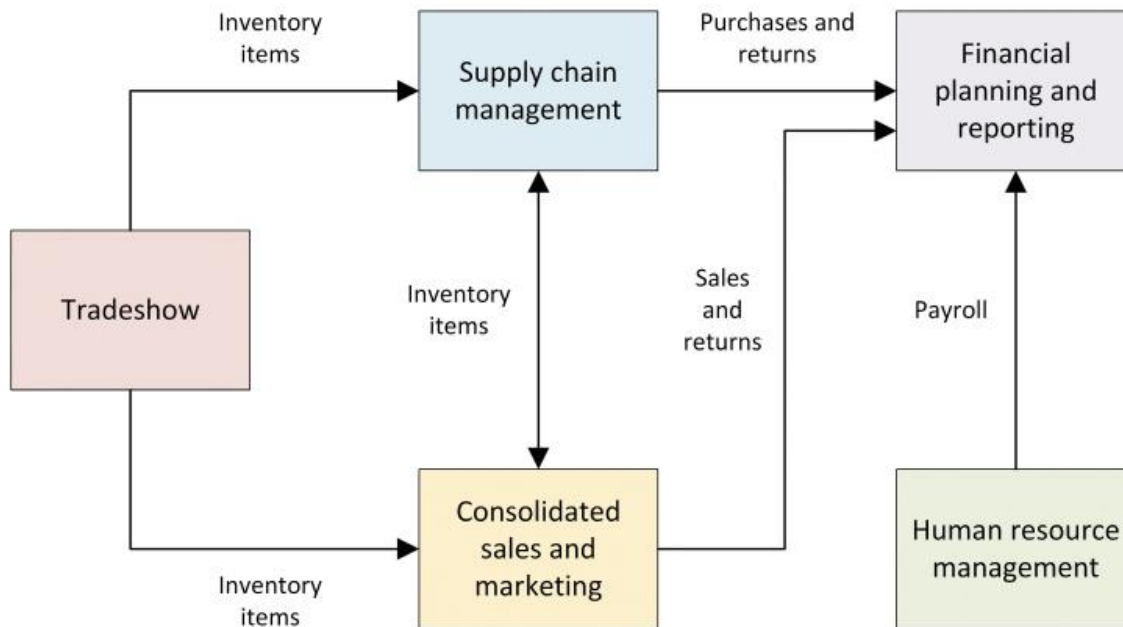 Inventory
items
Supply chain
management
Purchases and
returns
Financial
planning and
reporting
Tradeshow
Inventory
items
Sales
and
returns
Payroll
Inventory
items
Consolidated
sales and
marketing
Human resource
management